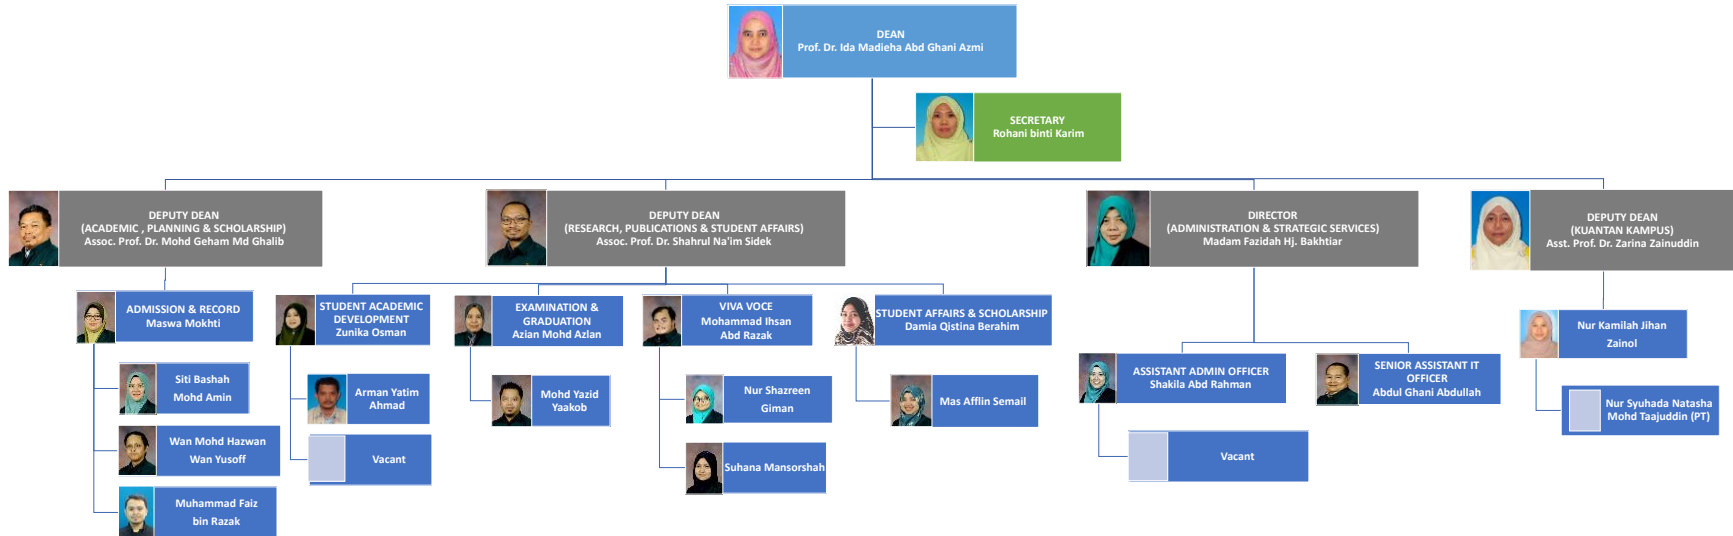 DEAN
Prof. Dr. Ida Madieha Abd Ghani Azmi
SECRETARY
Rohani binti Karim
DEPUTY DEAN
(ACADEMIC , PLANNING & SCHOLARSHIP)
Assoc. Prof. Dr. Mohd Geham Md Ghalib
DEPUTY DEAN
(RESEARCH, PUBLICATIONS & STUDENT AFFAIRS)
Assoc. Prof. Dr. Shahrul Na'im Sidek
DIRECTOR
(ADMINISTRATION & STRATEGIC SERVICES)
Madam Fazidah Hj. Bakhtiar
DEPUTY DEAN
(KUANTAN KAMPUS)
Asst. Prof. Dr. Zarina Zainuddin
ADMISSION & RECORD
Maswa Mokhti
STUDENT ACADEMIC
DEVELOPMENT
Zunika Osman
EXAMINATION &
GRADUATION
Azian Mohd Azlan
VIVA VOCE
Mohammad Ihsan
Abd Razak
STUDENT AFFAIRS & SCHOLARSHIP
Damia Qistina Berahim
ASSISTANT ADMIN OFFICER
Shakila Abd Rahman
SENIOR ASSISTANT IT
OFFICER
Abdul Ghani Abdullah
Nur Kamilah Jihan
Zainol
Siti Bashah
Mohd Amin
Wan Mohd Hazwan
Wan Yusoff
Muhammad Faiz
bin Razak
Arman Yatim
Ahmad
Vacant
Mohd Yazid
Yaakob
Nur Shazreen
Giman
Suhana Mansorshah
Mas Afflin Semail
Vacant
Nur Syuhada Natasha
Mohd Taajuddin (PT)